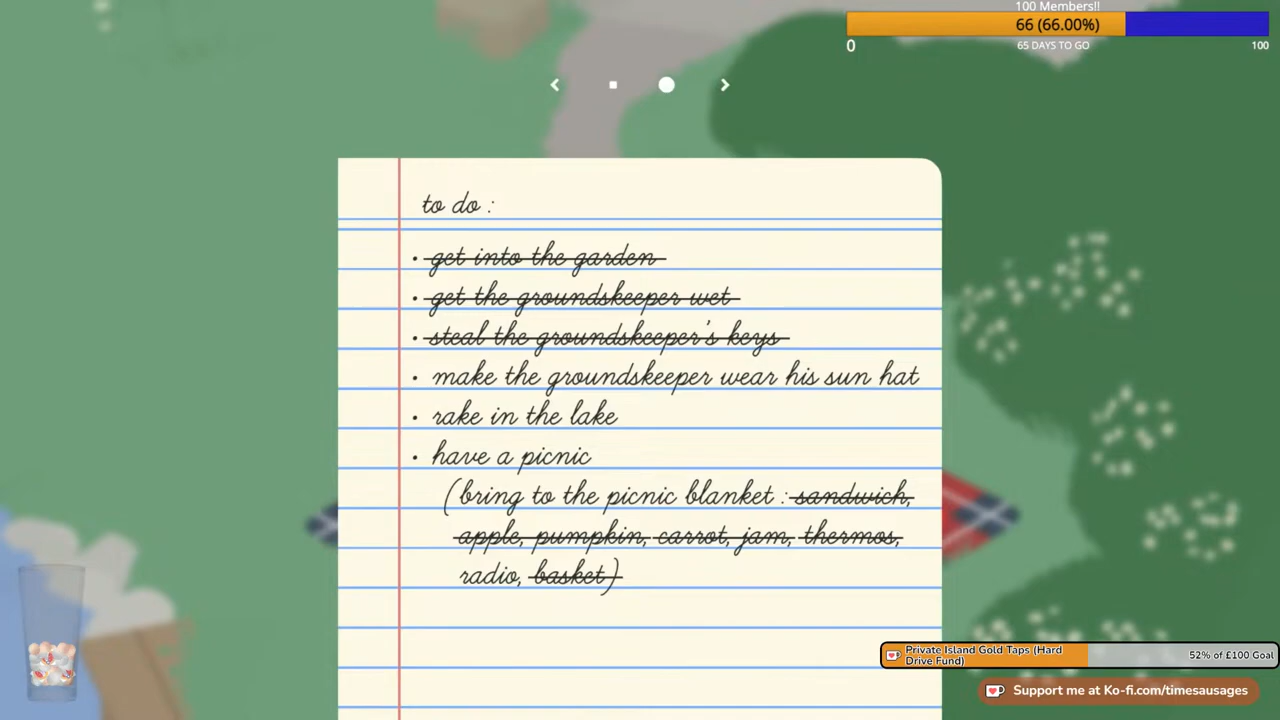 100 Members!!
66 (66.00%)
0
65 DAYS TO GO
100
to do :
• get into the garden
• get the groundskeeper wet
• steal the groundskeeper's keys
• make the groundskeeper wear his sun hat
• rake in the lake
• have a picnic
(bring to the picnic blanket : sandwich,
apple, pumpkin, carrot, jam, thermos,
radio, basket)
Private Island Gold Taps (Hard
Drive Fund)
52% of £100 Goal
Support me at Ko-fi.com/timesausages